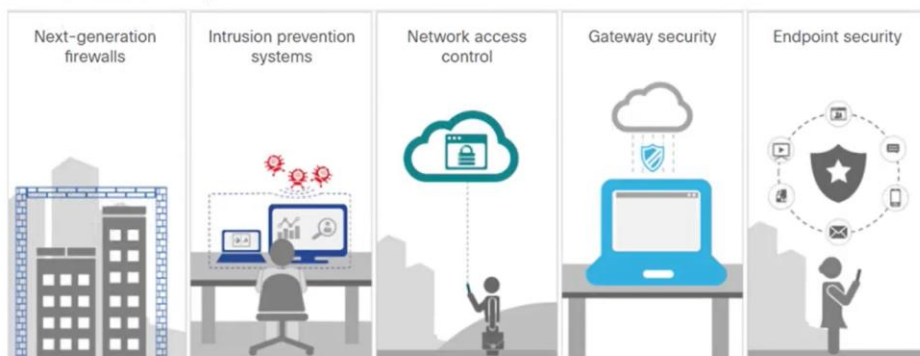 Next-generation
firewalls
Intrusion prevention
systems
Network access
control
Gateway security
Endpoint security